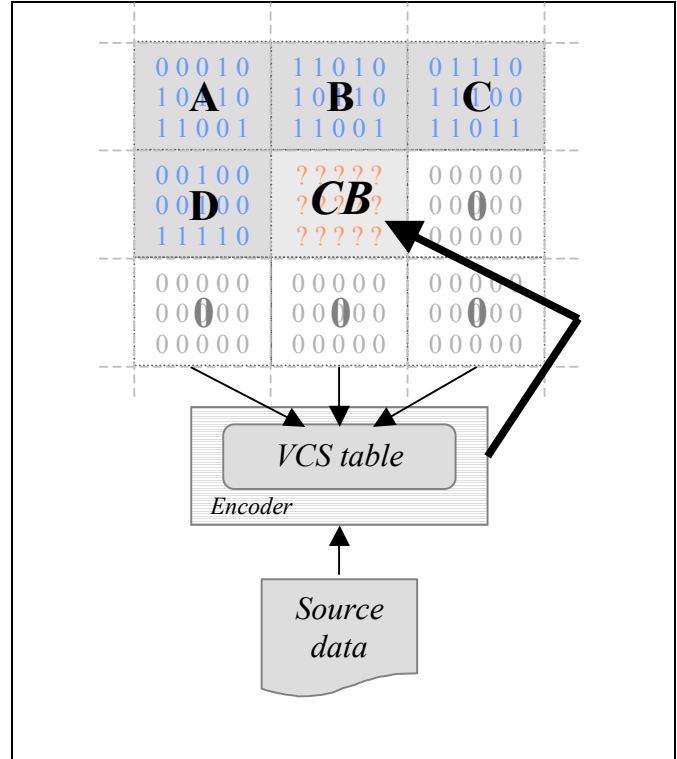 0 0 0 1 0 1 1 0 1 0 0 1 1 1 0
1 0 A 1 0 1 0 B 1 0 1 1 C 0 0
1 1 0 0 1 1 1 0 0 1 1 1 0 1 1
0 0 1 0 0 ? ? ? ? ? 0 0 0 0 0
0 0 D 0 0 ? CB ? 0 0 0 0 0
1 1 1 1 0 ? ? ? ? ? 0 0 0 0 0
0 0 0 0 0 0 0 0 0 0 0 0 0 0 0
0 0 0 0 0 0 0 0 0 0 0 0 0 0 0
0 0 0 0 0 0 0 0 0 0 0 0 0 0 0
VCS table
Encoder
Source
data